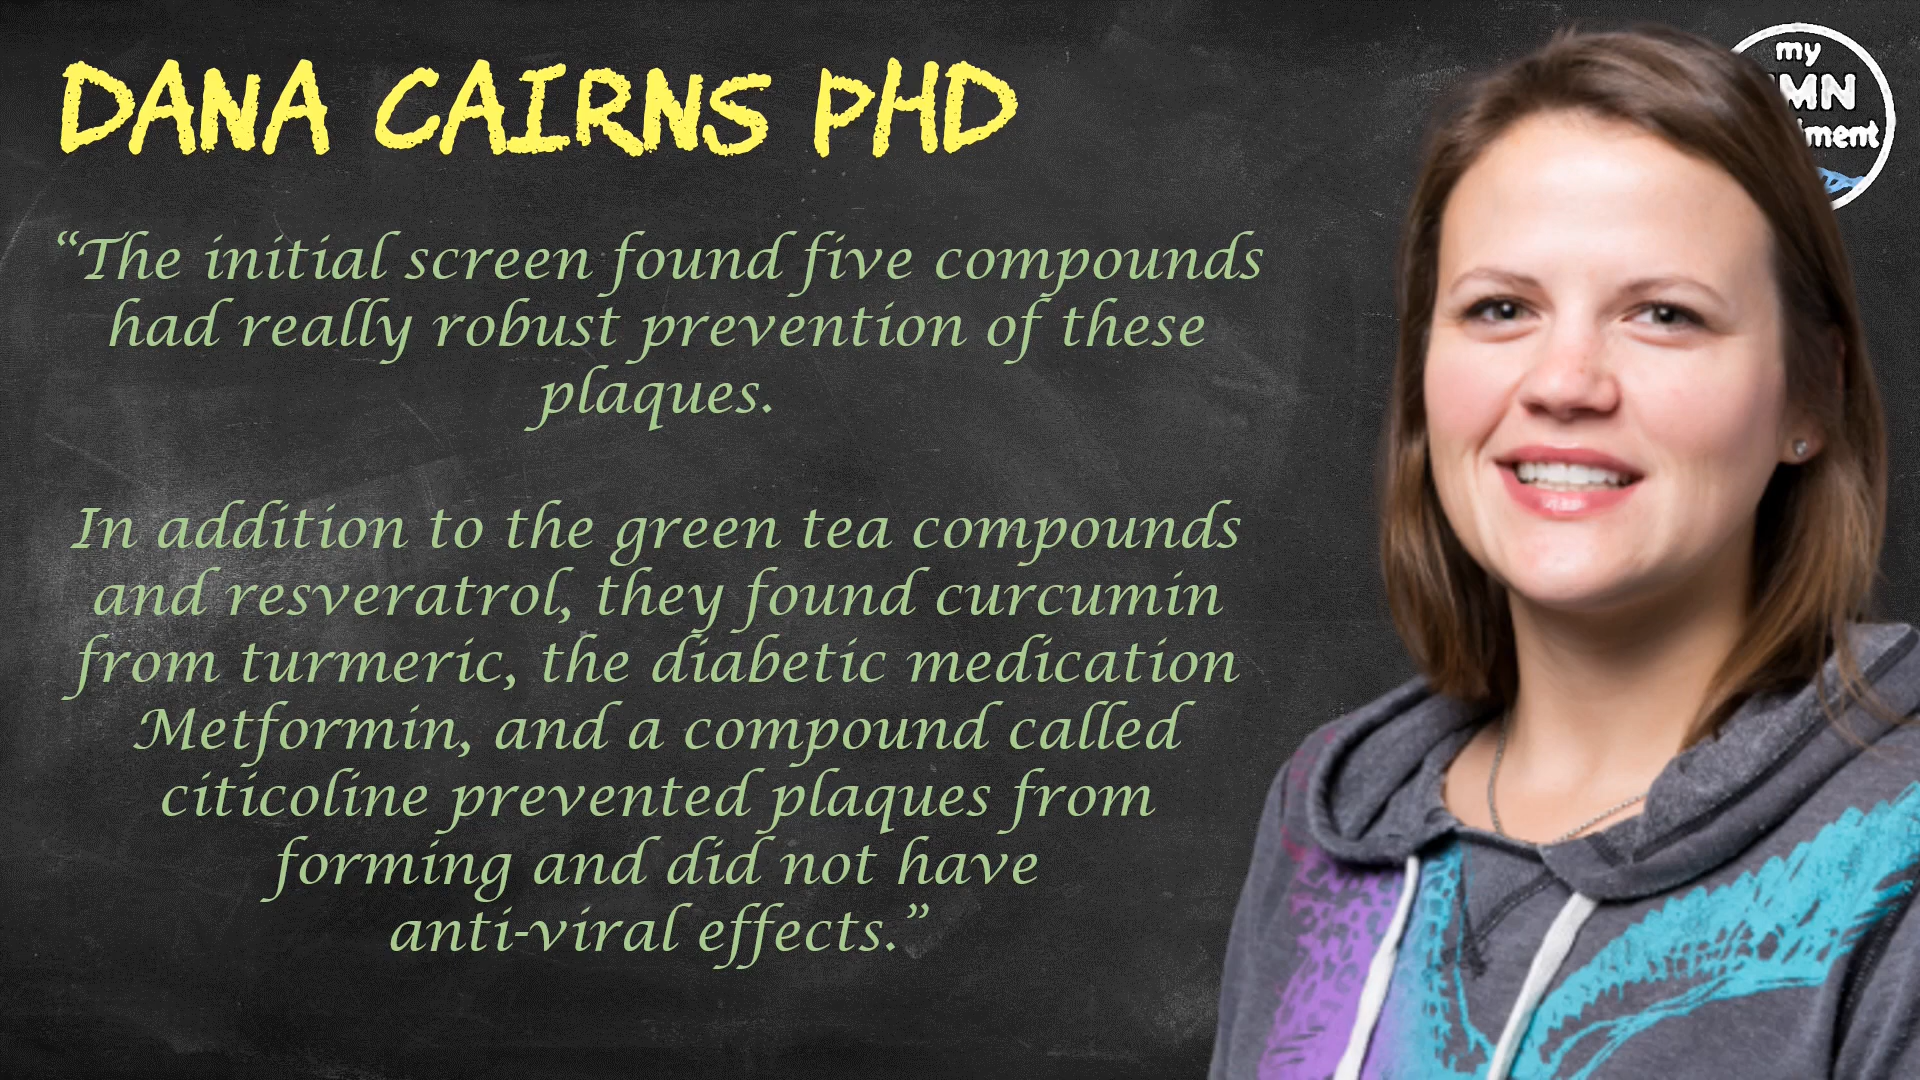 DANA CAIRNS PHD
my
MN
“The initial screen found five compounds
had really robust prevention of these
plaques.
In addition to the green tea compounds
and resveratrol, they found curcumin
from turmeric, the diabetic medication
Metformin, and a compound called
citicoline prevented plaques from
forming and did not have
anti-viral effects.”